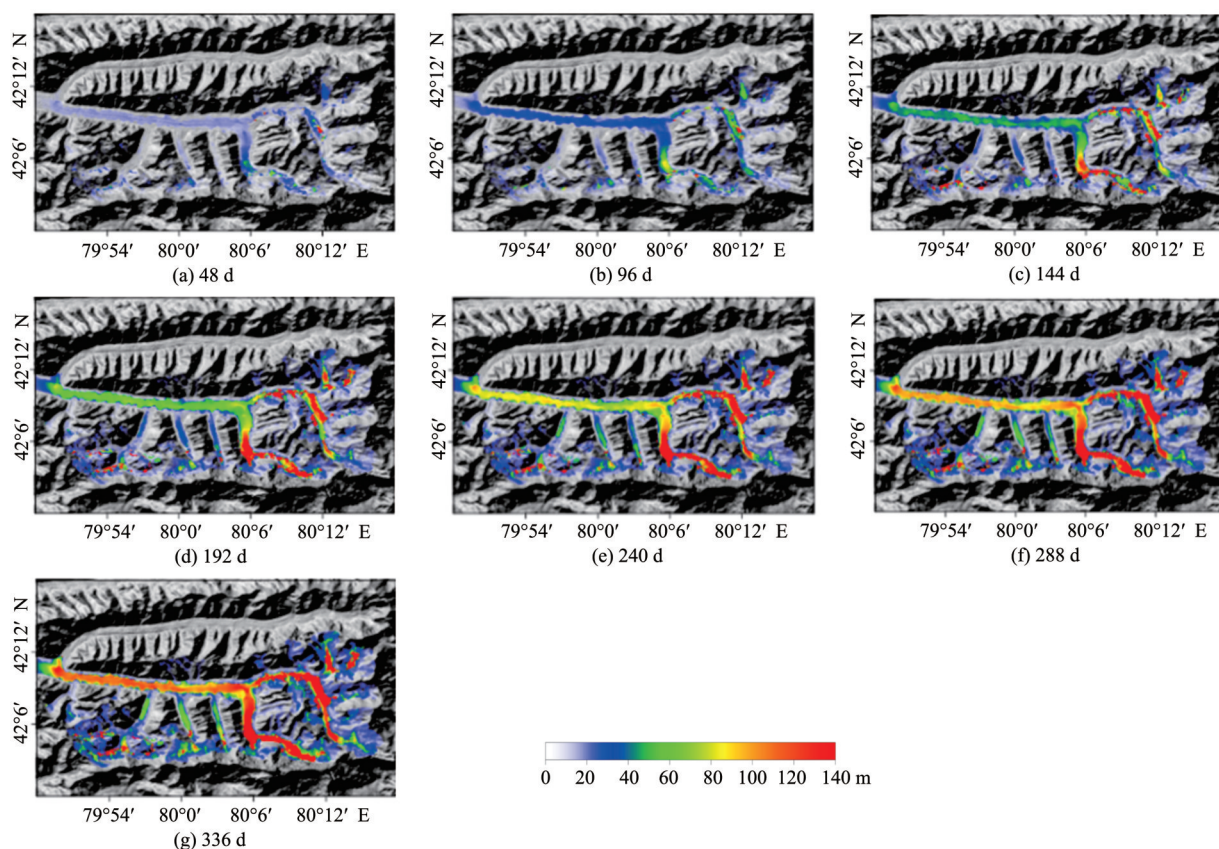 42°12′ N
42°6′
79°54′ 80°0′ 80°6′ 80°12′ E
(a) 48 d
42°12′ N
42°6′
79°54′ 80°0′ 80°6′ 80°12′ E
(b) 96 d
42°12′ N
42°6′
79°54′ 80°0′ 80°6′ 80°12′ E
(c) 144 d
42°12′ N
42°6′
79°54′ 80°0′ 80°6′ 80°12′ E
(d) 192 d
42°12′ N
42°6′
79°54′ 80°0′ 80°6′ 80°12′ E
(e) 240 d
42°12′ N
42°6′
79°54′ 80°0′ 80°6′ 80°12′ E
(f) 288 d
42°12′ N
42°6′
79°54′ 80°0′ 80°6′ 80°12′ E
(g) 336 d
0 20 40 60 80 100 120 140 m